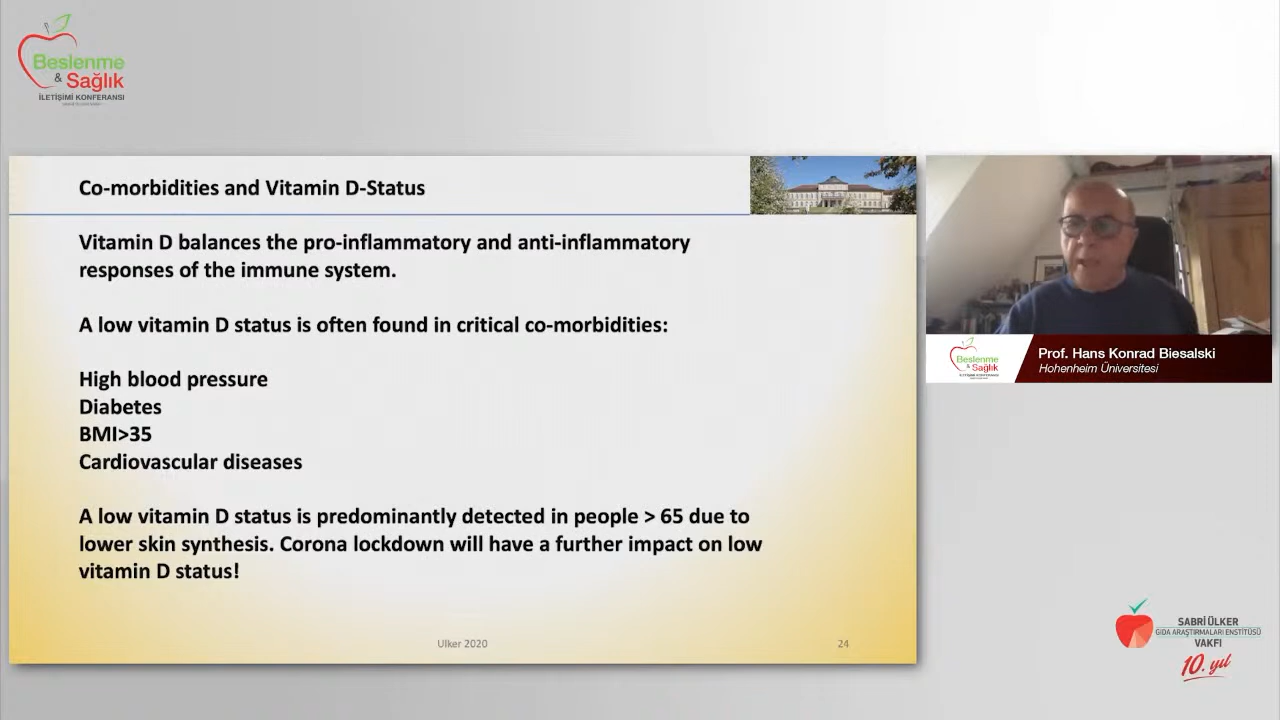 Beslenme
& Sağlık
İLETİŞİMİ KONFERANSI
Co-morbidities and Vitamin D-Status
Vitamin D balances the pro-inflammatory and anti-inflammatory
responses of the immune system.
A low vitamin D status is often found in critical co-morbidities:
High blood pressure
Diabetes
BMI>35
Cardiovascular diseases
A low vitamin D status is predominantly detected in people > 65 due to
lower skin synthesis. Corona lockdown will have a further impact on low
vitamin D status!
Ulker 2020
24
Beslenme
& Sağlık
İLETİŞİMİ KONFERANSI
Prof. Hans Konrad Biesalski
Hohenheim Üniversitesi
SABRİ ÜLKER
GIDA ARAŞTIRMALARI ENSTİTÜSÜ
VAKFI
10. yıl